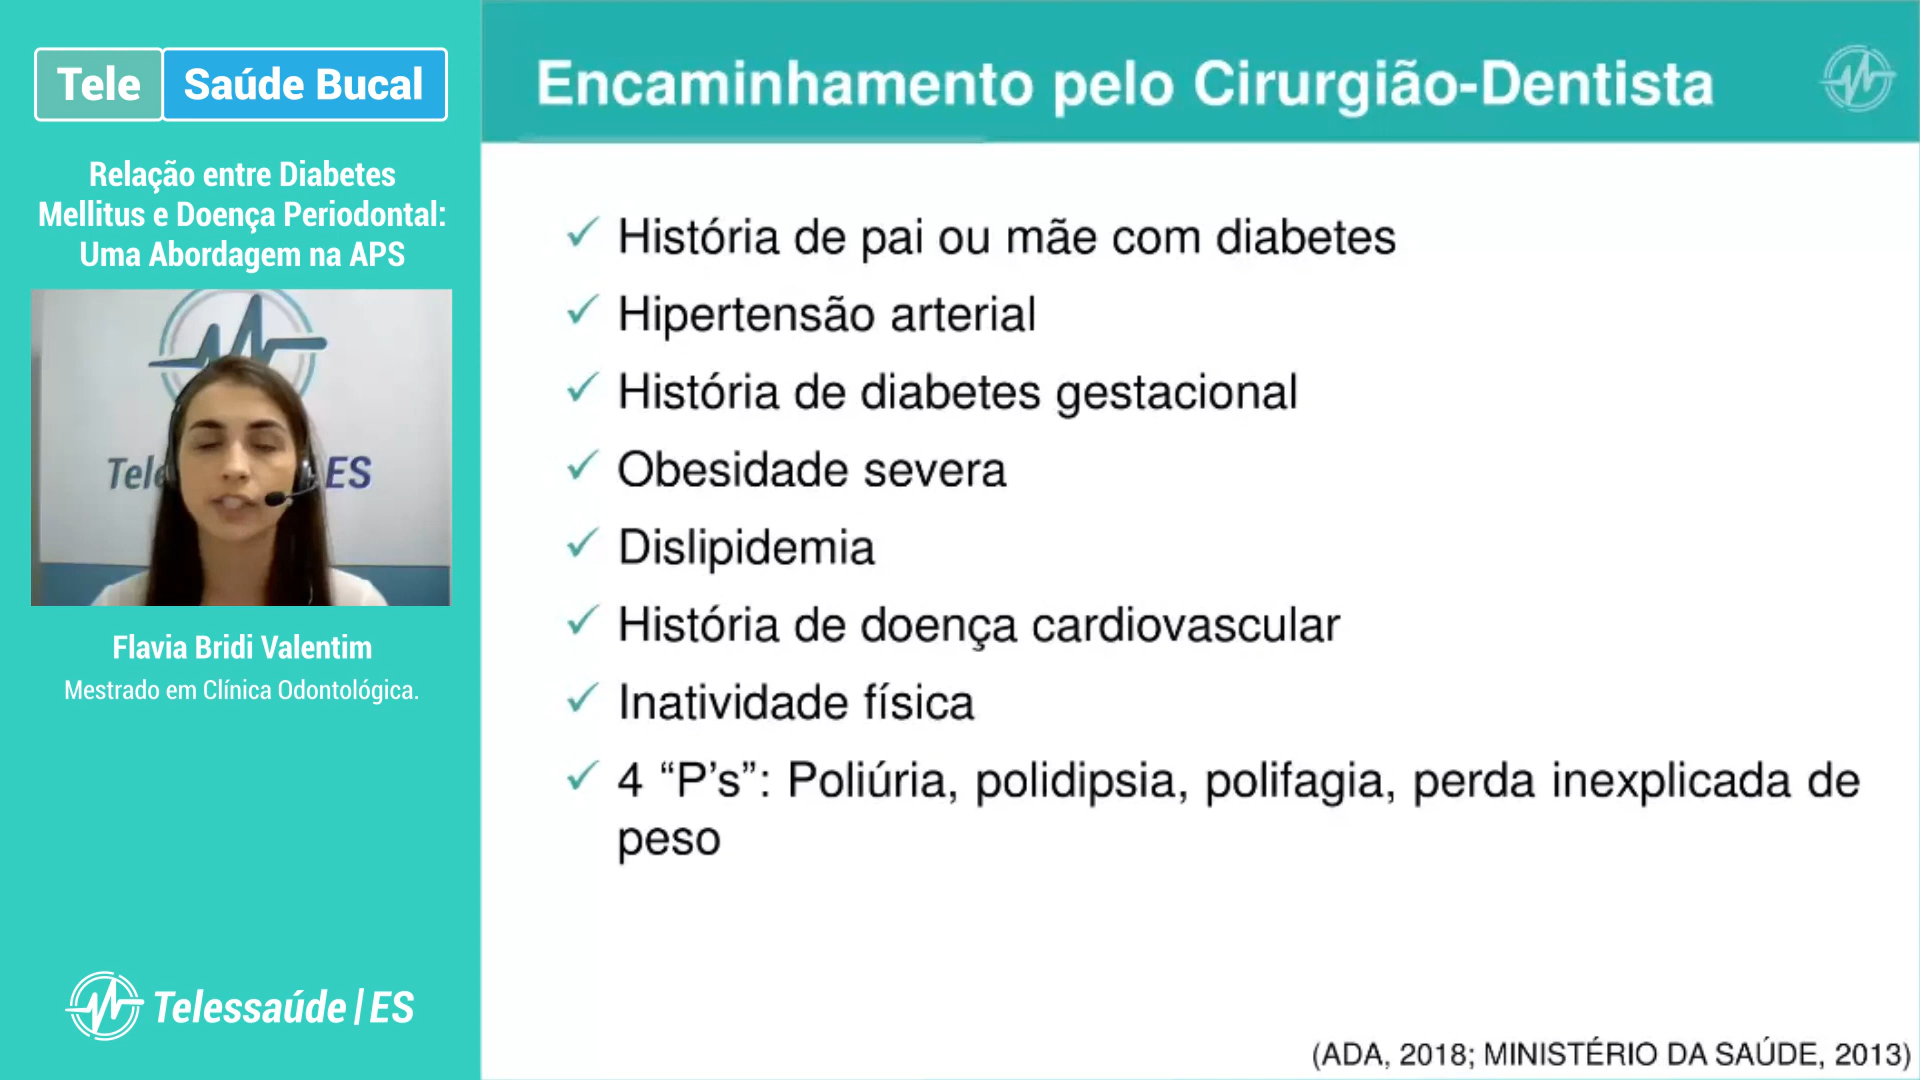 Tele Saúde Bucal
Relação entre Diabetes
Mellitus e Doença Periodontal:
Uma Abordagem na APS
Tele ES
Flavia Bridi Valentim
Mestrado em Clínica Odontológica.
Telessaúde|ES
Encaminhamento pelo Cirurgião-Dentista
✓ História de pai ou mãe com diabetes
✓ Hipertensão arterial
✓ História de diabetes gestacional
✓ Obesidade severa
✓ Dislipidemia
✓ História de doença cardiovascular
✓ Inatividade física
✓ 4 “P’s”: Poliúria, polidipsia, polifagia, perda inexplicada de
peso
(ADA, 2018; MINISTÉRIO DA SAÚDE, 2013)